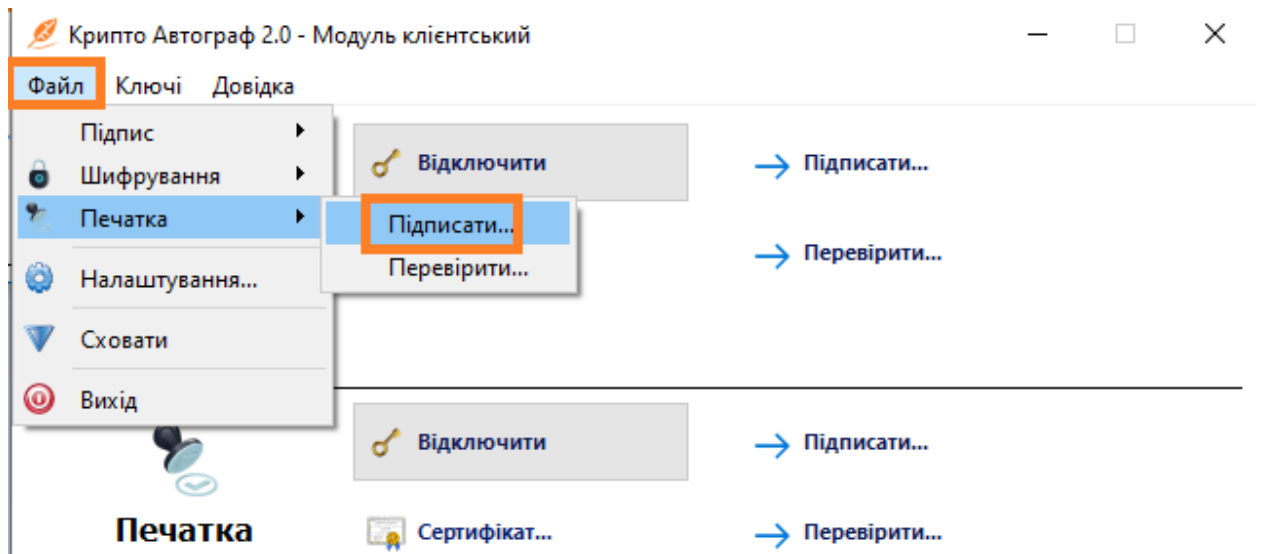 Крипто Автограф 2.0 - Модуль клієнтський
Файл Ключі Довідка
Підпис
Шифрування
Печатка
Налаштування...
Сховати
Вихід
Підписати...
Перевірити...
Відключити
Підписати...
Перевірити...
Печатка
Відключити
Підписати...
Сертифікат...
Перевірити...